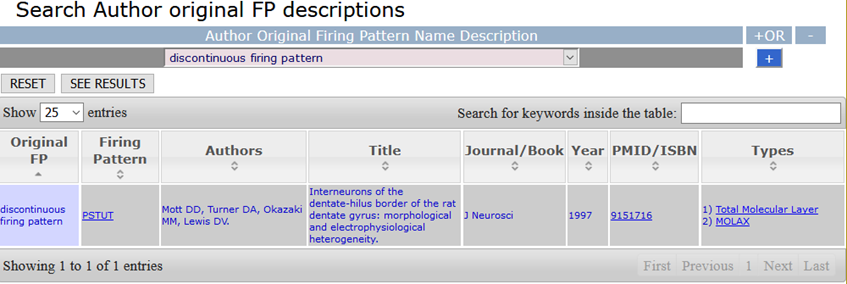 Search Author original FP descriptions
Author Original Firing Pattern Name Description +OR -
discontinuous firing pattern +
RESET SEE RESULTS
Show 25 entries Search for keywords inside the table:
Original FP Firing Pattern Authors Title Journal/Book Year PMID/ISBN Types
discontinuous firing pattern PSTUT Mott DD, Turner DA, Okazaki MM, Lewis DV. Interneurons of the dentate-hilus border of the rat dentate gyrus: morphological and electrophysiological heterogeneity. J Neurosci 1997 9151716 1) Total Molecular Layer
2) MOLAX
Showing 1 to 1 of 1 entries First Previous 1 Next Last